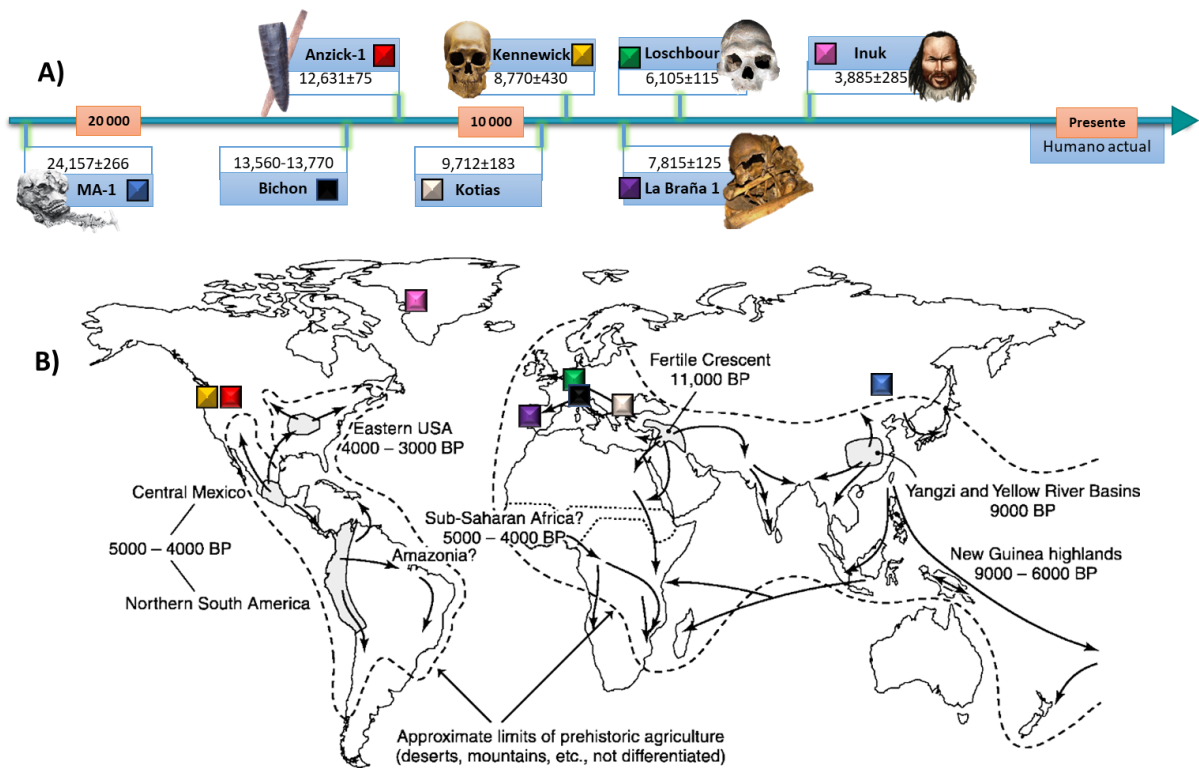 A)
Anzick-1
12,631±75
Kennewick
8,770±430
Loschbour
6,105±115
Inuk
3,885±285
20 000
10 000
Presente
Humano actual
24,157±266
MA-1
13,560-13,770
Bichon
9,712±183
Kotias
7,815±125
La Braña 1
B)
Fertile Crescent
11,000 BP
Eastern USA
4000 – 3000 BP
Central Mexico
5000 – 4000 BP
Northern South America
Amazonia?
Sub-Saharan Africa?
5000 – 4000 BP
Yangzi and Yellow River Basins
9000 BP
New Guinea highlands
9000 – 6000 BP
Approximate limits of prehistoric agriculture
(deserts, mountains, etc., not differentiated)